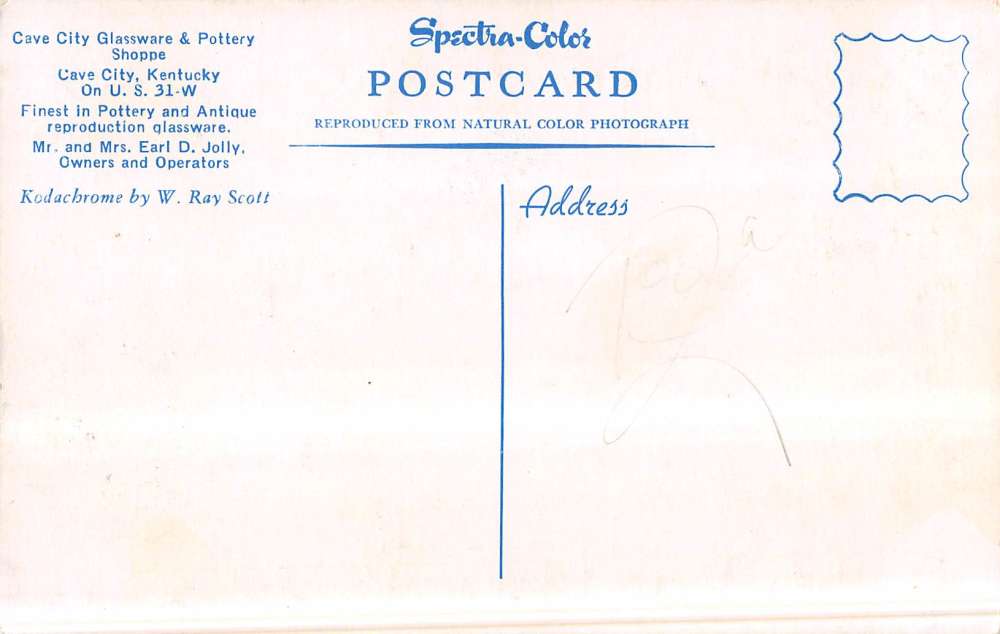 Cave City Glassware & Pottery
Shoppe
Cave City, Kentucky
On U. S. 31-W
Finest in Pottery and Antique
reproduction glassware.
Mr. and Mrs. Earl D. Jolly,
Owners and Operators
Kodachrome by W. Ray Scott
Spectra-Color
POSTCARD
REPRODUCED FROM NATURAL COLOR PHOTOGRAPH
Address